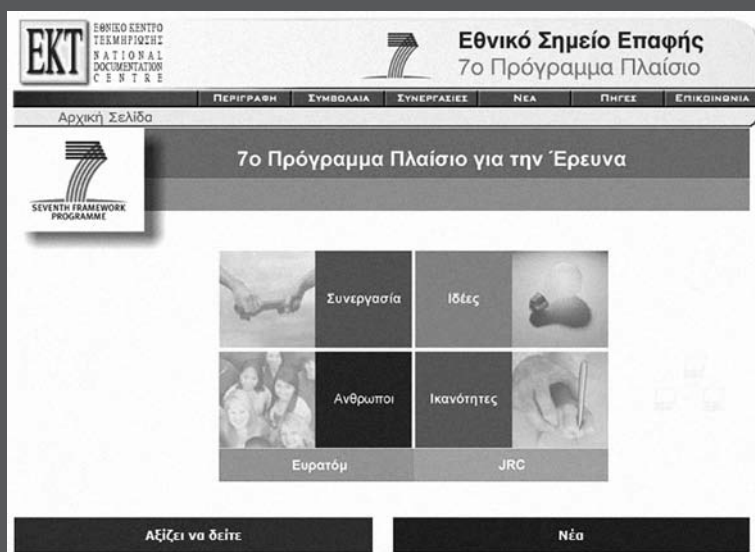 EKT
ΕΘΝΙΚΟ ΚΕΝΤΡΟ
ΤΕΚΜΗΡΙΩΣΗΣ
NATIONAL
DOCUMENTATION
CENTRE
Εθνικό Σημείο Επαφής
7ο Πρόγραμμα Πλαίσιο
ΠΕΡΙΓΡΑΦΗ ΣΥΜΒΟΛΑΙΑ ΣΥΝΕΡΓΑΣΙΕΣ ΝΕΑ ΠΗΓΕΣ ΕΠΙΚΟΙΝΩΝΙΑ
Αρχική Σελίδα
7ο Πρόγραμμα Πλαίσιο για την Έρευνα
SEVENTH FRAMEWORK
PROGRAMME
Συνεργασία Ιδέες
Ανθρωποι Ικανότητες
Ευρατόμ JRC
Αξίζει να δείτε Νέα